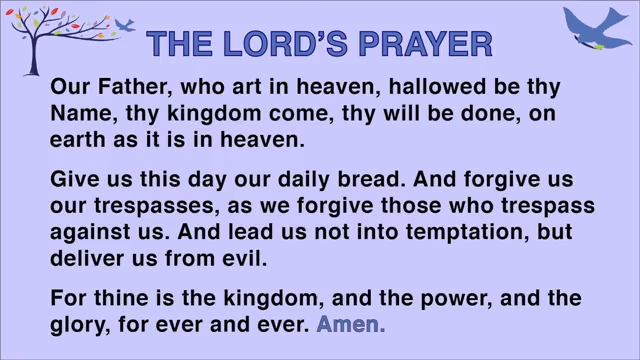 THE LORD’S PRAYER
Our Father, who art in heaven, hallowed be thy
Name, thy kingdom come, thy will be done, on
earth as it is in heaven.
Give us this day our daily bread. And forgive us
our trespasses, as we forgive those who trespass
against us. And lead us not into temptation, but
deliver us from evil.
For thine is the kingdom, and the power, and the
glory, for ever and ever. Amen.